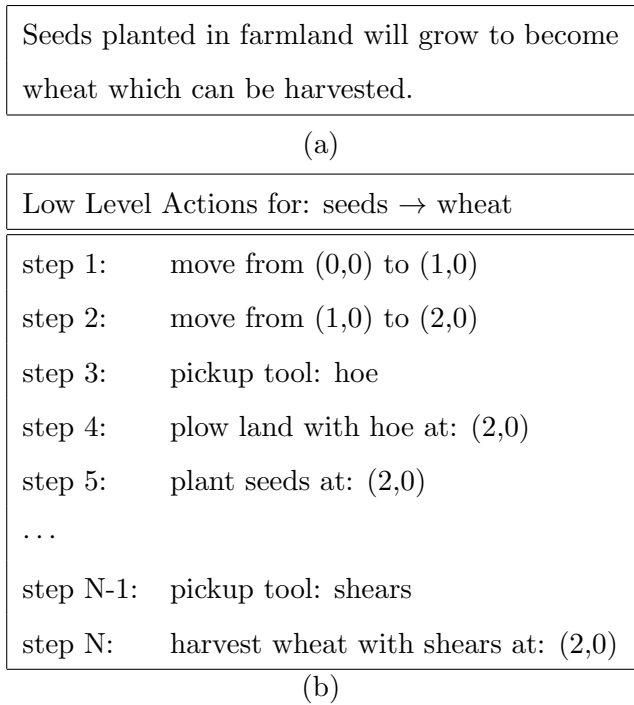 Seeds planted in farmland will grow to become
wheat which can be harvested.
(a)
Low Level Actions for: seeds → wheat
step 1: move from (0,0) to (1,0)
step 2: move from (1,0) to (2,0)
step 3: pickup tool: hoe
step 4: plow land with hoe at: (2,0)
step 5: plant seeds at: (2,0)
. . .
step N-1: pickup tool: shears
step N: harvest wheat with shears at: (2,0)
(b)